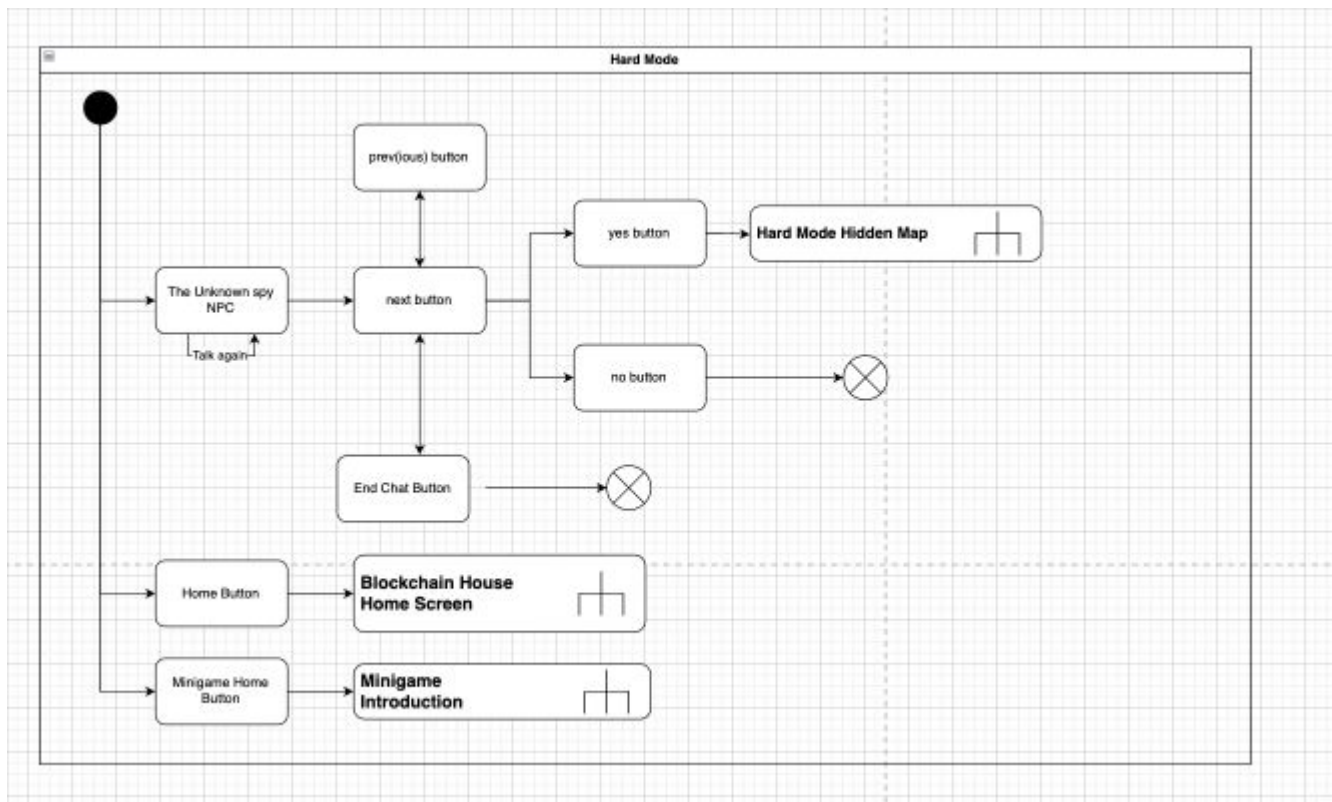 Hard Mode
prev(ious) button
yes button
Hard Mode Hidden Map
The Unknown spy
NPC
next button
Talk again
no button
End Chat Button
Home Button
Blockchain House
Home Screen
Minigame Home
Button
Minigame
Introduction